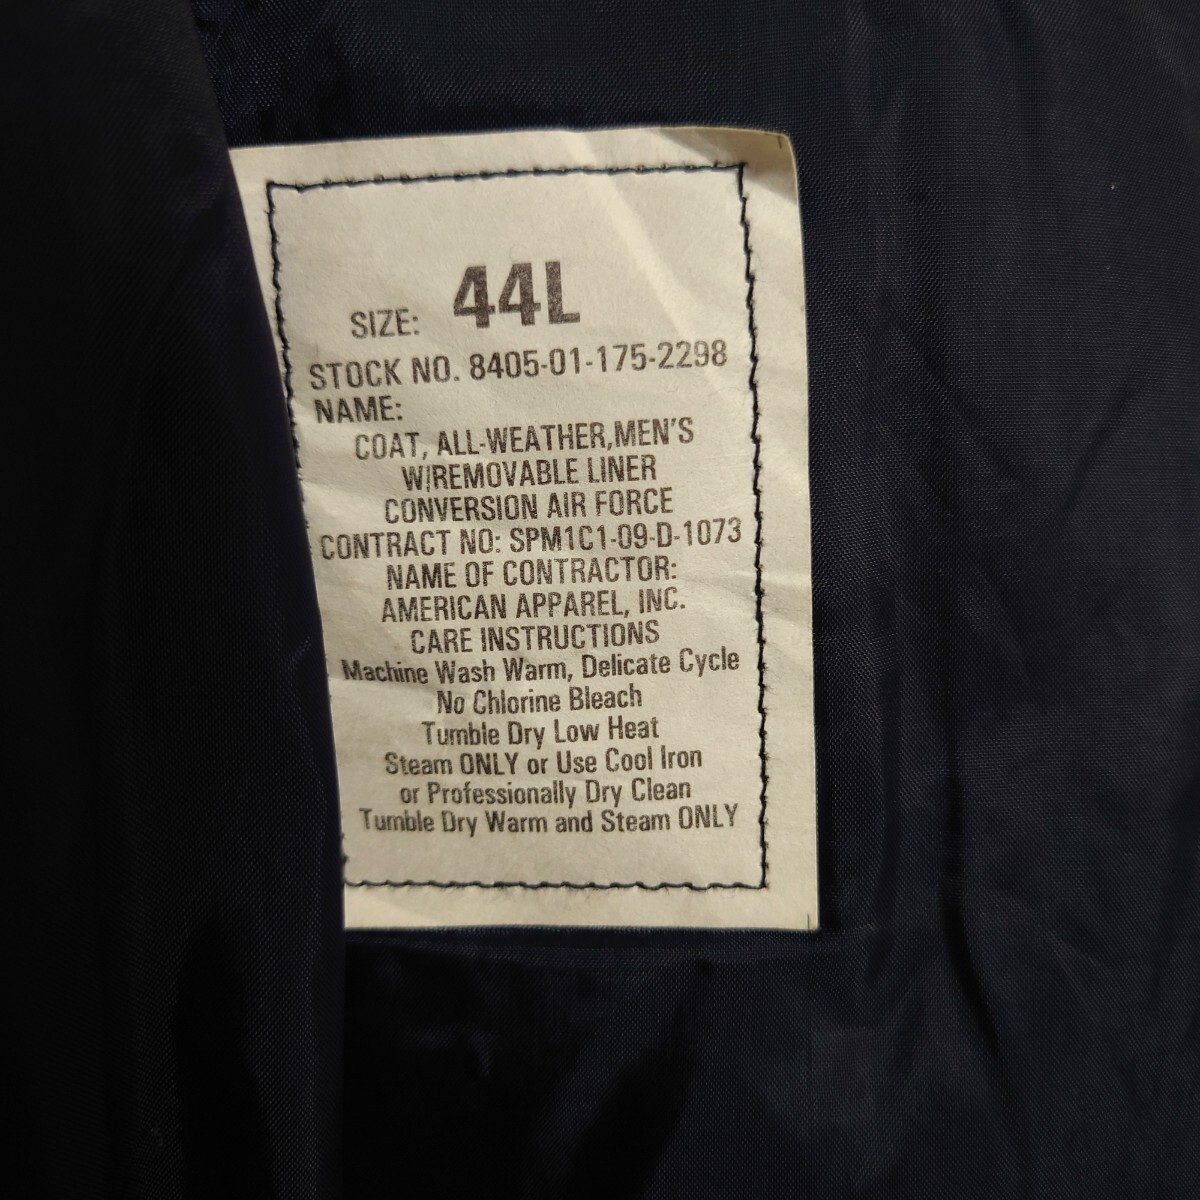 SIZE: 44L
STOCK NO. 8405-01-175-2298
NAME:
COAT, ALL-WEATHER,MEN'S
W/REMOVABLE LINER
CONVERSION AIR FORCE
CONTRACT NO: SPM1C1-09-D-1073
NAME OF CONTRACTOR:
AMERICAN APPAREL, INC.
CARE INSTRUCTIONS
Machine Wash Warm, Delicate Cycle
No Chlorine Bleach
Tumble Dry Low Heat
Steam ONLY or Use Cool Iron
or Professionally Dry Clean
Tumble Dry Warm and Steam ONLY